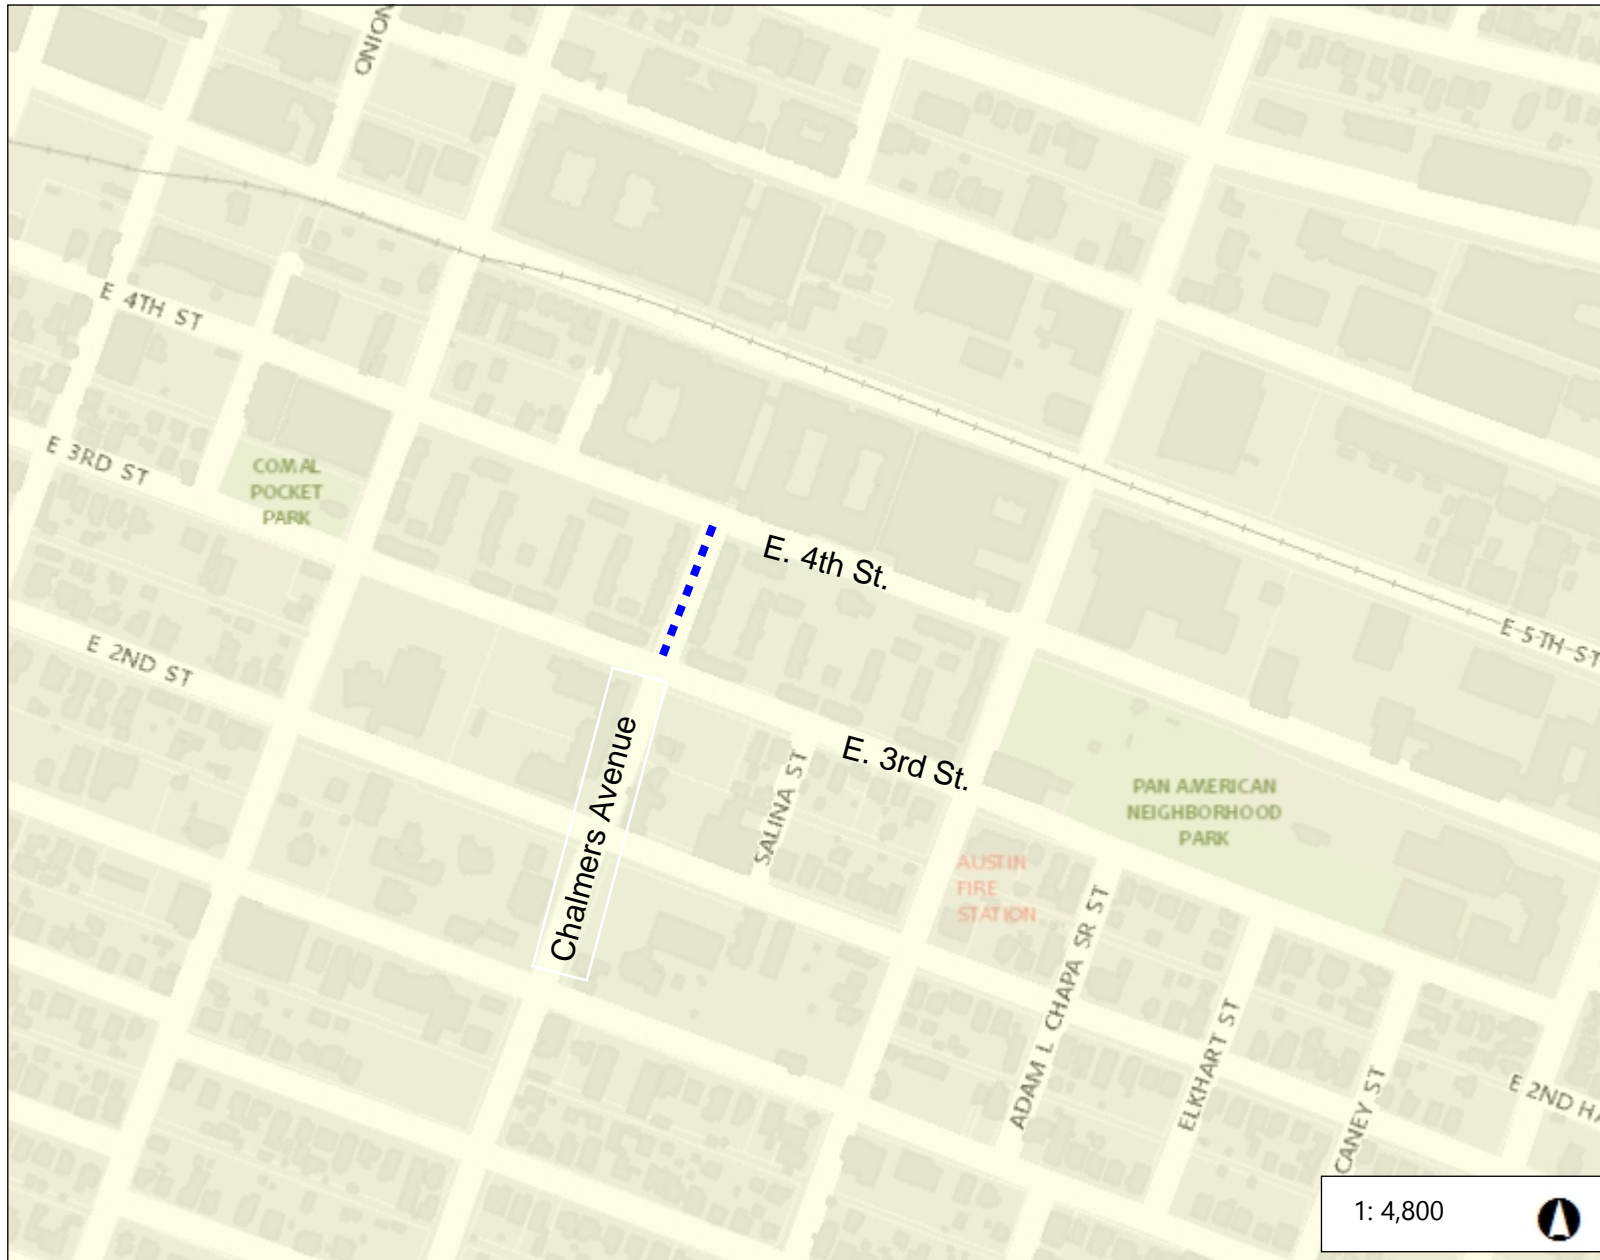 ONION
E 4TH ST
E 3RD ST
COMAL
POCKET
PARK
E. 4th St.
E 5TH ST
E 2ND ST
Chalmers Avenue
SALINA ST
E. 3rd St.
PAN AMERICAN
NEIGHBORHOOD
PARK
AUSTIN
FIRE
STATION
ADAM L CHAPA SR ST
ELKHART ST
CANEY ST
E 2ND HA
1: 4,800